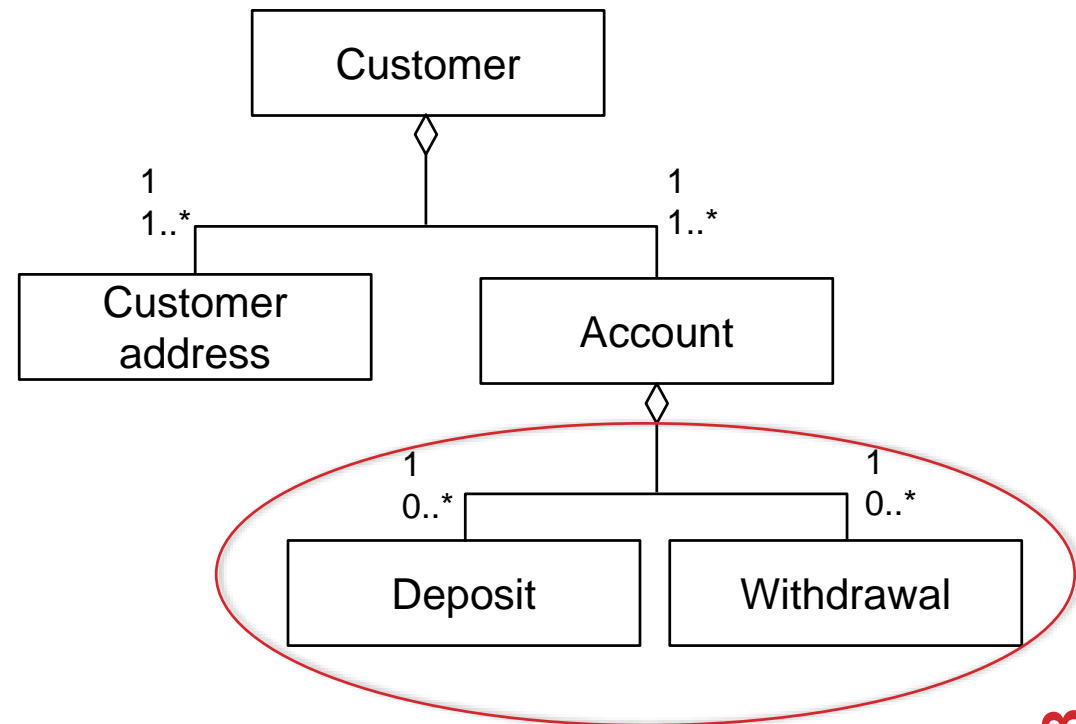 Customer
1
1..*
1
1..*
Customer
address
Account
1
0..*
1
0..*
Deposit
Withdrawal